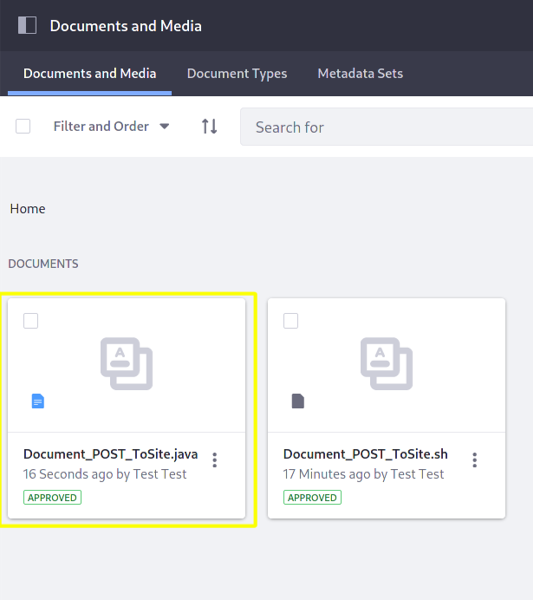 Documents and Media
Documents and Media Document Types Metadata Sets
Filter and Order Search for
Home
DOCUMENTS
A
A
Document_POST_ToSite.java
16 Seconds ago by Test Test
APPROVED
Document_POST_ToSite.sh
17 Minutes ago by Test Test
APPROVED